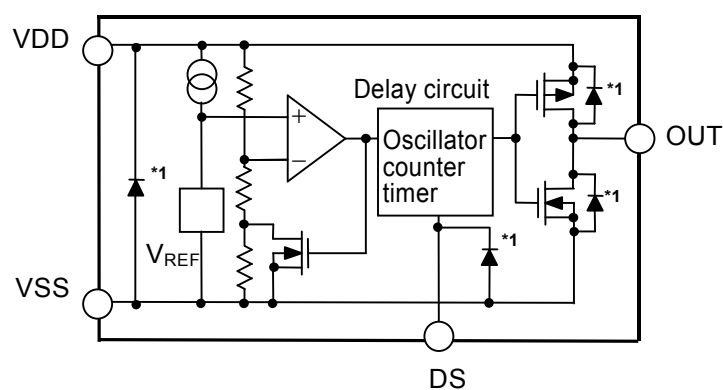 VDD
*1
VREF
+
−
Delay circuit
Oscillator
counter
timer
*1
*1
*1
OUT
VSS
DS